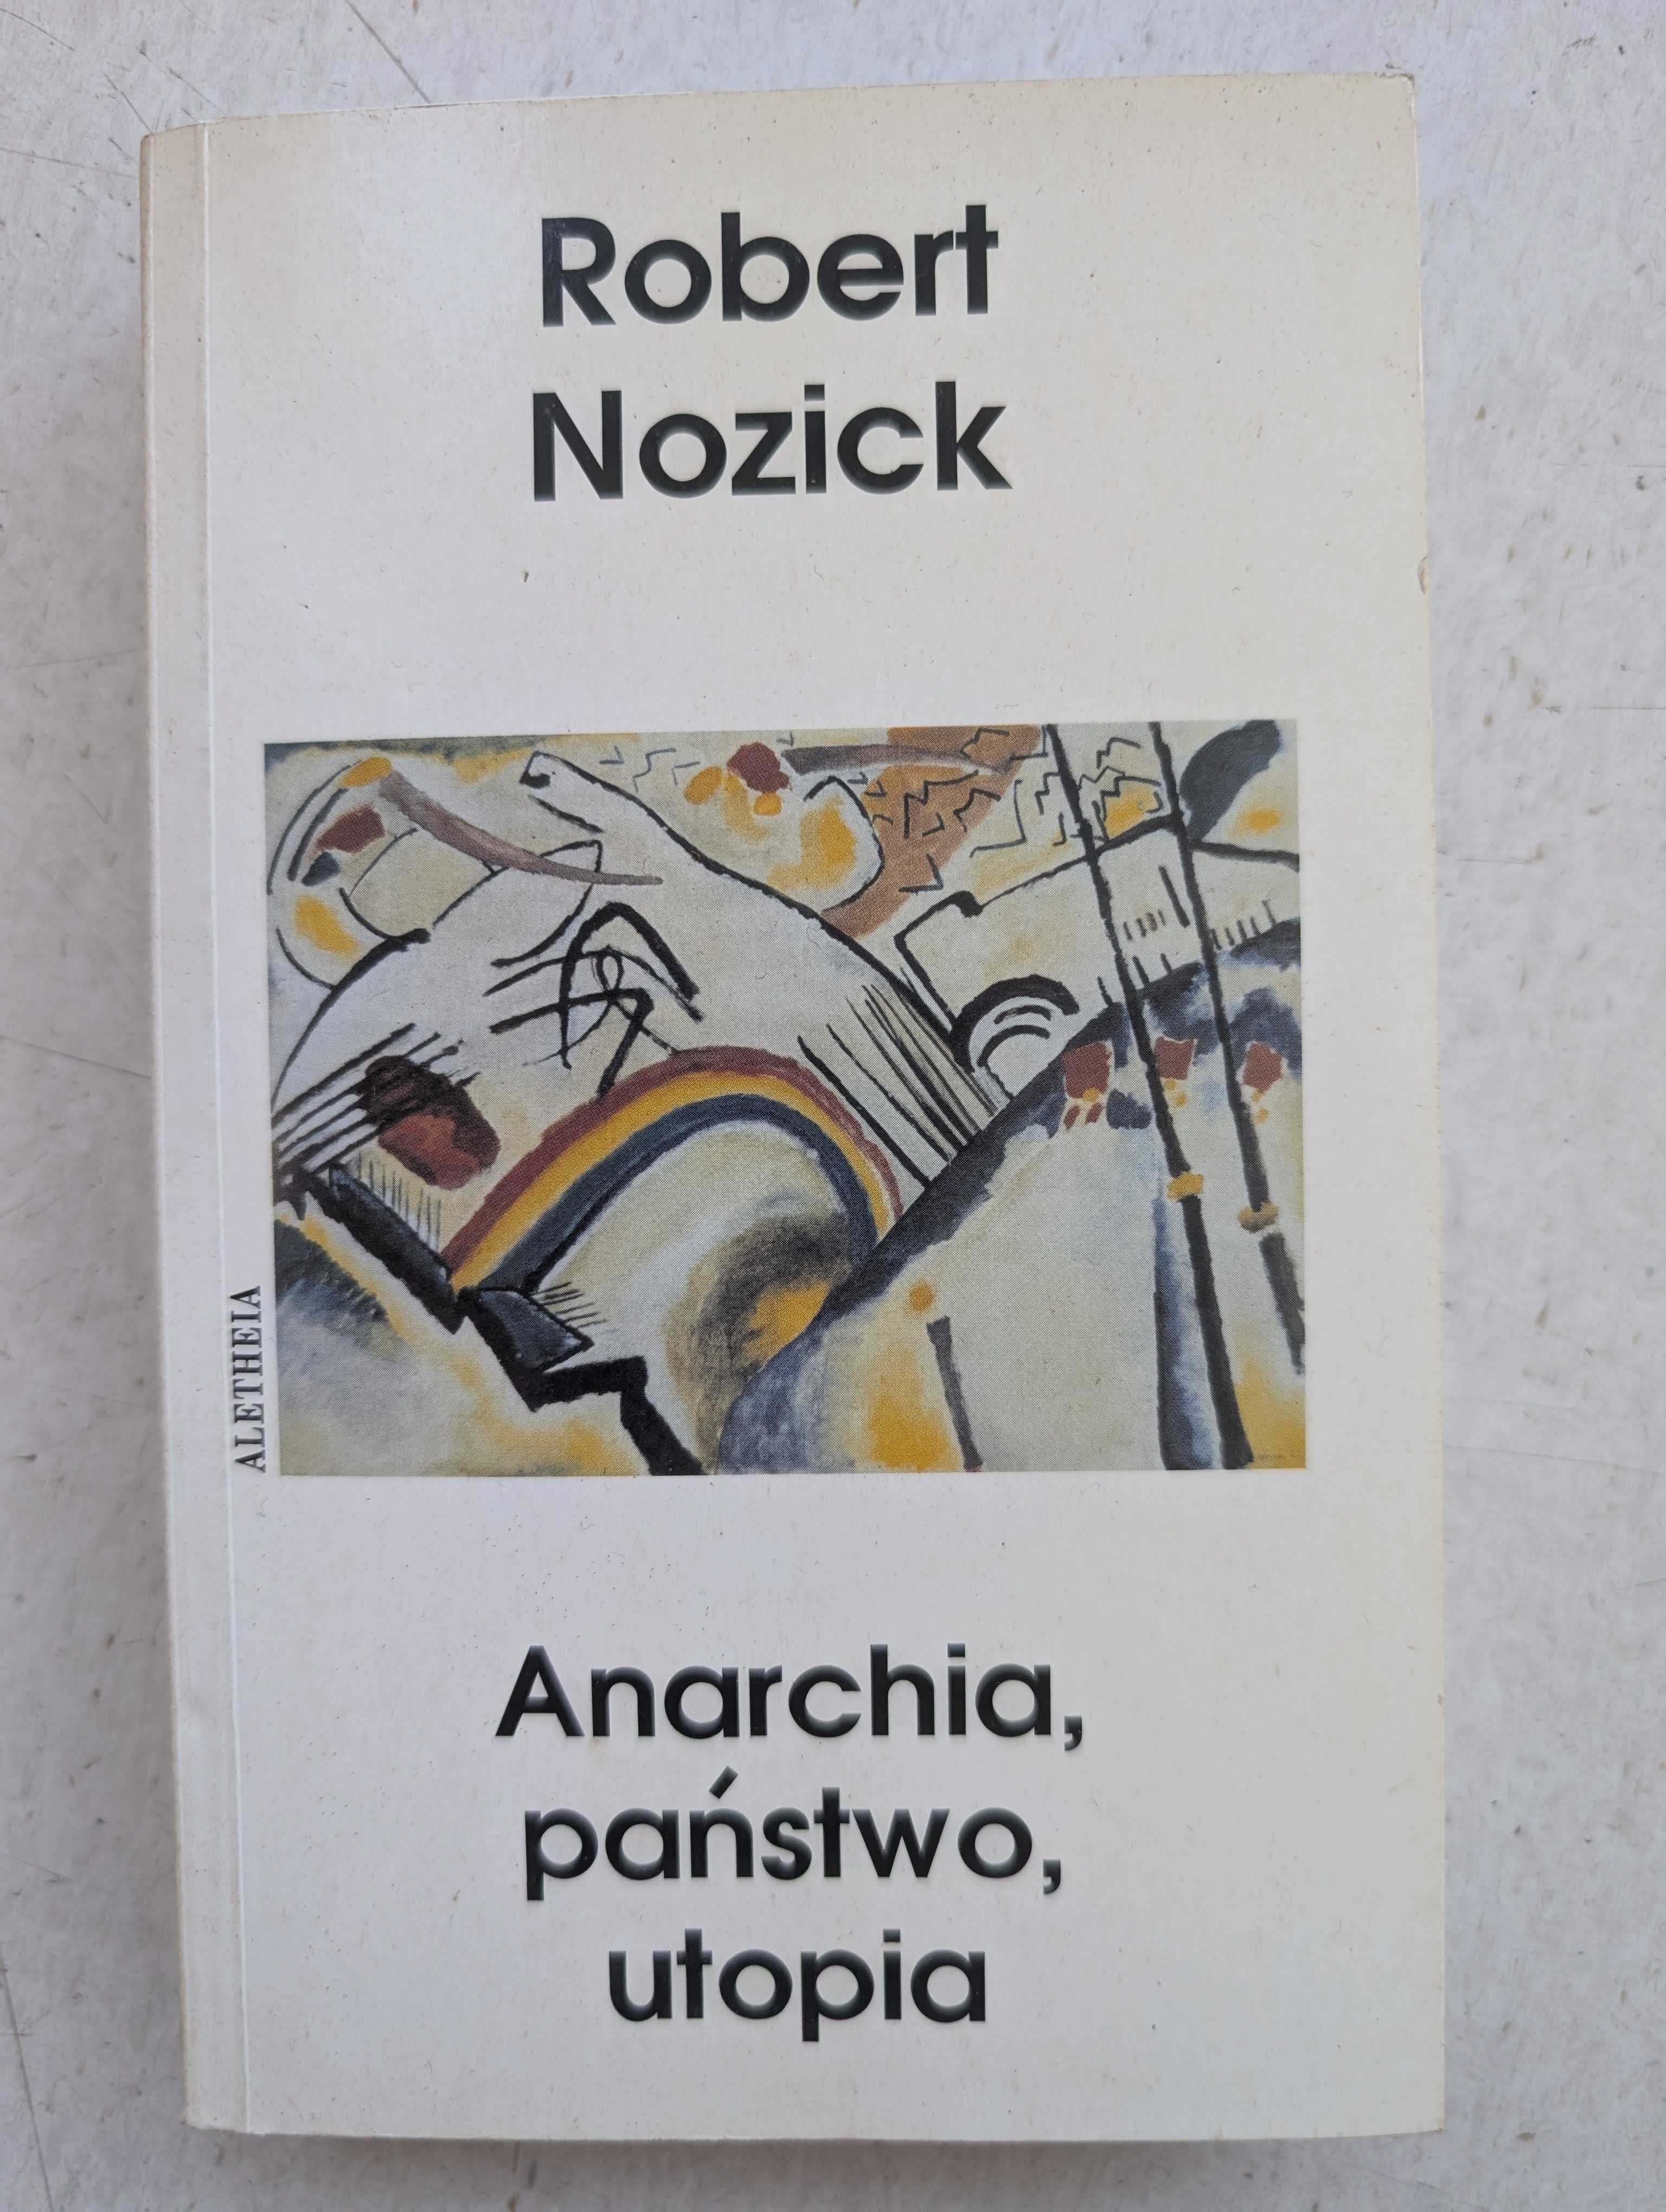 Robert
Nozick
ALETHEIA
Anarchia,
państwo,
utopia